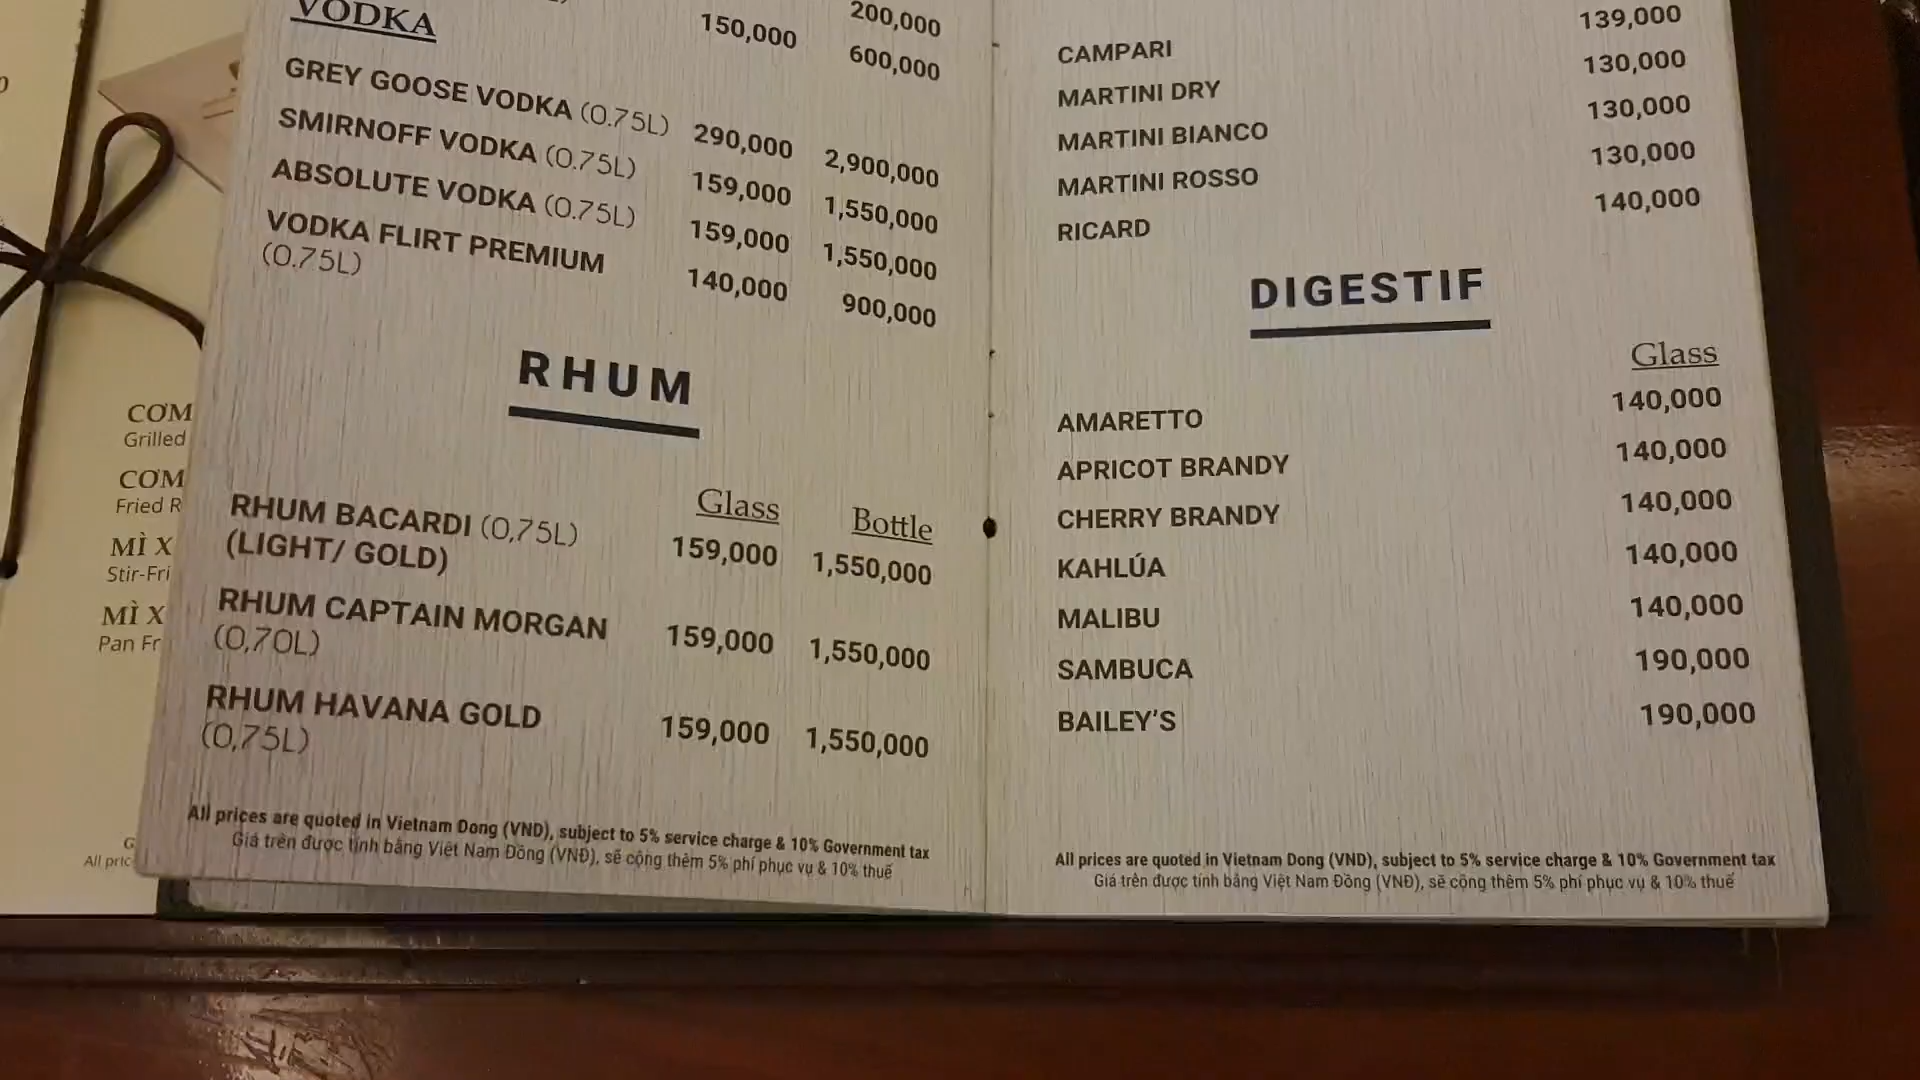 VODKA
150,000 200,000
600,000
GREY GOOSE VODKA (0.75L) 290,000 2,900,000
SMIRNOFF VODKA (0.75L) 159,000 1,550,000
ABSOLUTE VODKA (0.75L) 159,000 1,550,000
VODKA FLIRT PREMIUM 140,000 900,000
(0.75L)
RHUM
Glass Bottle
RHUM BACARDI (0,75L) 159,000 1,550,000
(LIGHT/ GOLD)
RHUM CAPTAIN MORGAN 159,000 1,550,000
(0,70L)
RHUM HAVANA GOLD 159,000 1,550,000
(0,75L)
All prices are quoted in Vietnam Dong (VND), subject to 5% service charge & 10% Government tax
Giá trên được tính bằng Việt Nam Đồng (VNĐ), sẽ cộng thêm 5% phí phục vụ & 10% thuế
CAMPARI 139,000
MARTINI DRY 130,000
MARTINI BIANCO 130,000
MARTINI ROSSO 130,000
RICARD 140,000
DIGESTIF
Glass
AMARETTO 140,000
APRICOT BRANDY 140,000
CHERRY BRANDY 140,000
KAHLÚA 140,000
MALIBU 140,000
SAMBUCA 190,000
BAILEY'S 190,000
All prices are quoted in Vietnam Dong (VND), subject to 5% service charge & 10% Government tax
Giá trên được tính bằng Việt Nam Đồng (VNĐ), sẽ cộng thêm 5% phí phục vụ & 10% thuế
CƠM
Grilled
CƠM
Fried R
MÌ X
Stir-Fri
MÌ X
Pan Fr
G
All pric